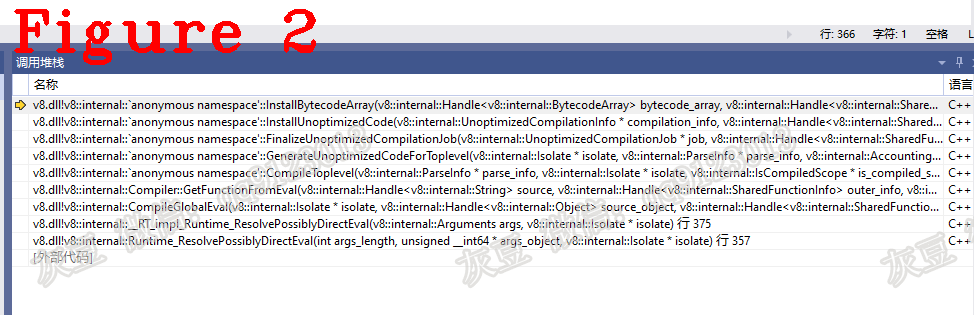 Figure 2
行: 366 字符: 1 空格
调用堆栈
名称 语言
v8.dll!v8::internal::`anonymous namespace'::InstallBytecodeArray(v8::internal::Handle<v8::internal::BytecodeArray> bytecode_array, v8::internal::Handle<v8::internal::Share... C++
v8.dll!v8::internal::`anonymous namespace'::InstallUnoptimizedCode(v8::internal::UnoptimizedCompilationInfo * compilation_info, v8::internal::Handle<v8::internal::Shared... C++
v8.dll!v8::internal::`anonymous namespace'::FinalizeUnoptimizedCompilationJob(v8::internal::UnoptimizedCompilationJob * job, v8::internal::Handle<v8::internal::SharedFu... C++
v8.dll!v8::internal::`anonymous namespace'::GenerateUnoptimizedCodeForToplevel(v8::internal::Isolate * isolate, v8::internal::ParseInfo * parse_info, v8::internal::Accounting... C++
v8.dll!v8::internal::`anonymous namespace'::CompileToplevel(v8::internal::ParseInfo * parse_info, v8::internal::Isolate * isolate, v8::internal::IsCompiledScope * is_compiled_s... C++
v8.dll!v8::internal::Compiler::GetFunctionFromEval(v8::internal::Handle<v8::internal::String> source, v8::internal::Handle<v8::internal::SharedFunctionInfo> outer_info, v8::i... C++
v8.dll!v8::internal::CompileGlobalEval(v8::internal::Isolate * isolate, v8::internal::Handle<v8::internal::Object> source_object, v8::internal::Handle<v8::internal::SharedFunctio... C++
v8.dll!v8::internal::__RT_impl_Runtime_ResolvePossiblyDirectEval(v8::internal::Arguments args, v8::internal::Isolate * isolate) 行 375 C++
v8.dll!v8::internal::Runtime_ResolvePossiblyDirectEval(int args_length, unsigned __int64 * args_object, v8::internal::Isolate * isolate) 行 357 C++
[外部代码]
灰豆 灰豆 灰豆